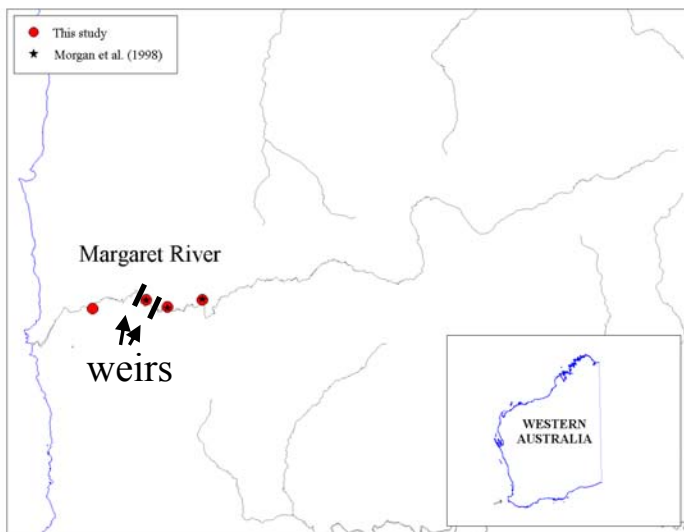 This study
Morgan et al. (1998)
Margaret River
weirs
WESTERN
AUSTRALIA